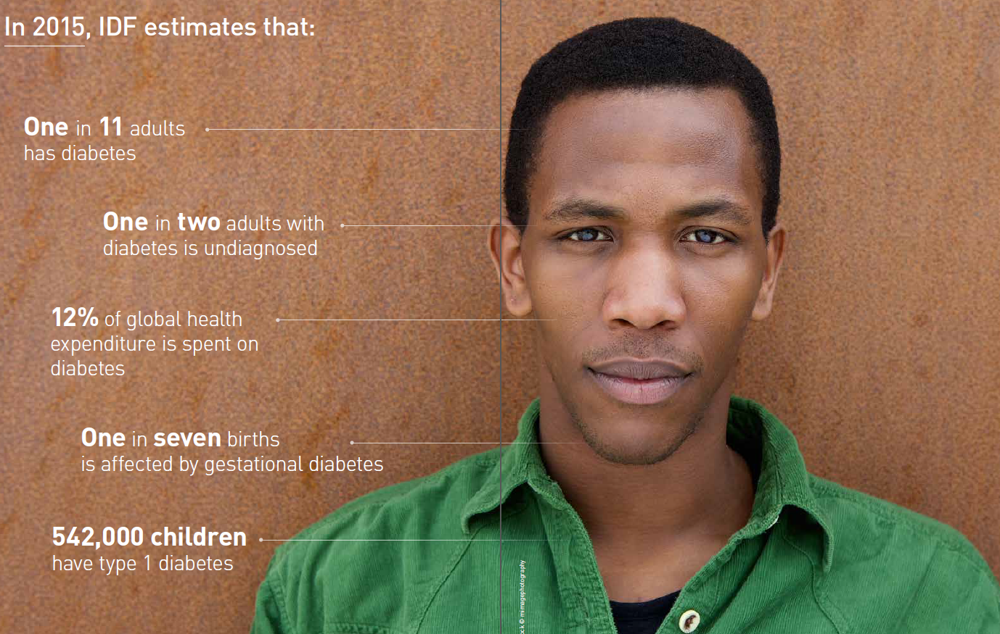 In 2015, IDF estimates that:
One in 11 adults
has diabetes
One in two adults with
diabetes is undiagnosed
12% of global health
expenditure is spent on
diabetes
One in seven births
is affected by gestational diabetes
542,000 children
have type 1 diabetes
© mimagephotography